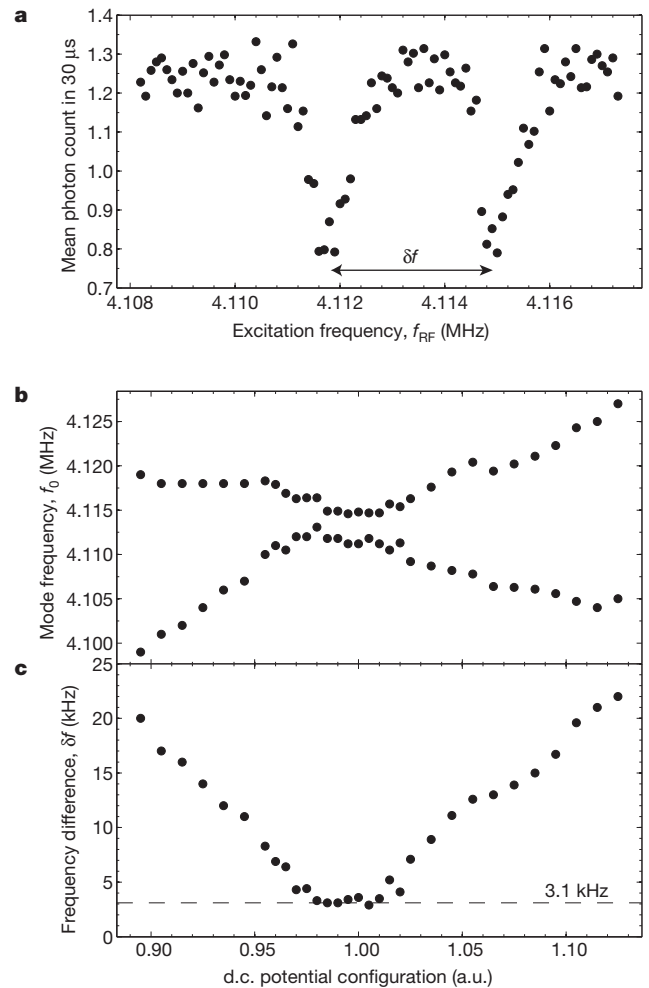 a
1.4
1.3
1.2
1.1
1.0
0.9
0.8
0.7
Mean photon count in 30 μs
δf
4.108 4.110 4.112 4.114 4.116
Excitation frequency, fRF (MHz)
b
4.125
4.120
4.115
4.110
4.105
4.100
Mode frequency, f0 (MHz)
c
25
20
15
10
5
0
Frequency difference, δf (kHz)
3.1 kHz
0.90 0.95 1.00 1.05 1.10
d.c. potential configuration (a.u.)